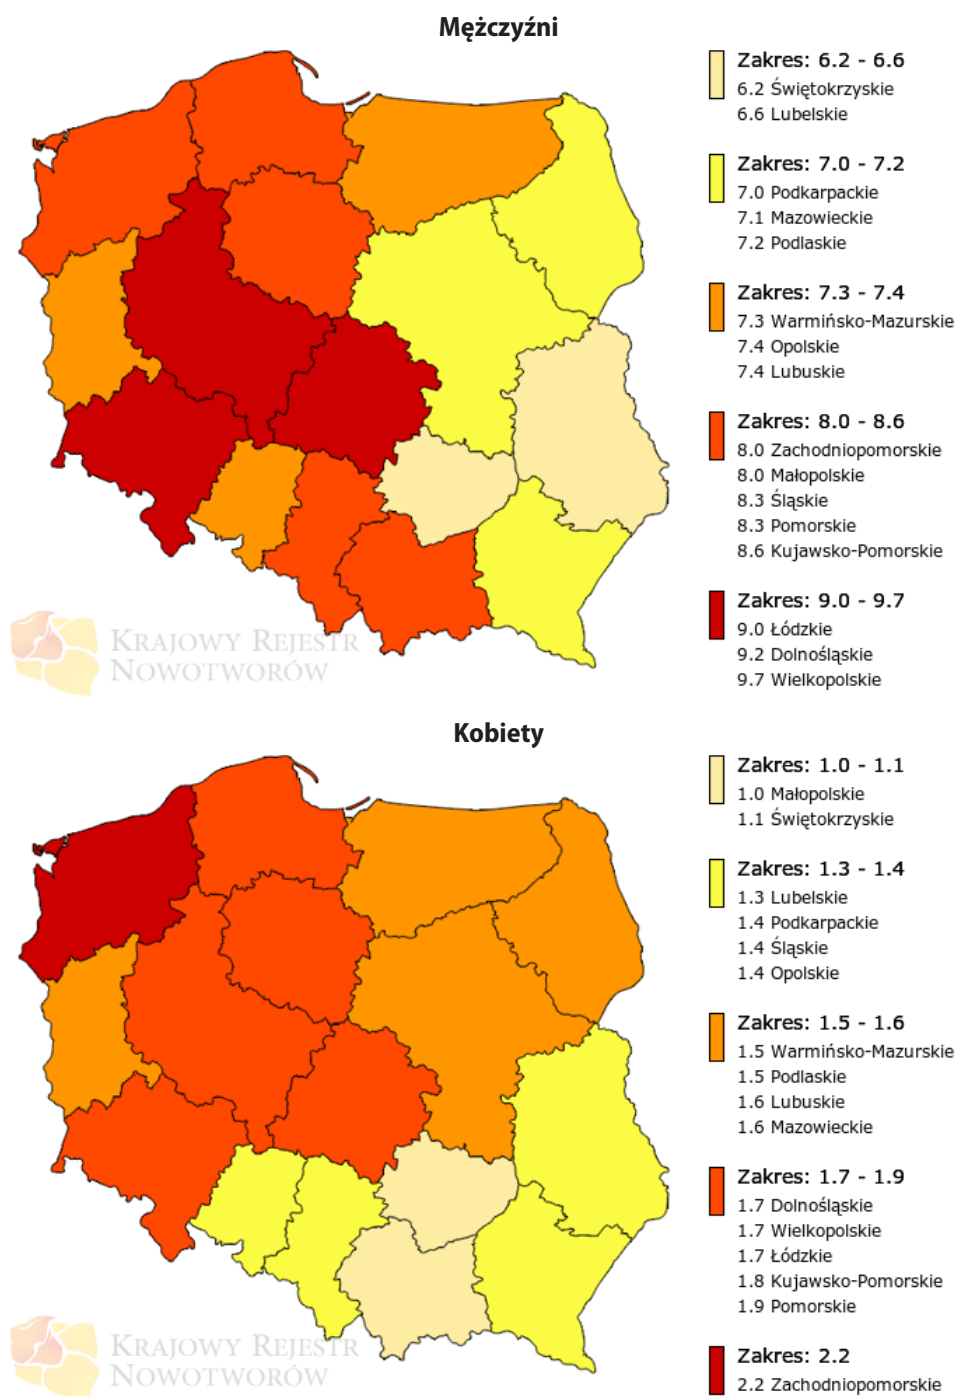 Mężczyźni
Zakres: 6.2 - 6.6
6.2 Świętokrzyskie
6.6 Lubelskie
Zakres: 7.0 - 7.2
7.0 Podkarpackie
7.1 Mazowieckie
7.2 Podlaskie
Zakres: 7.3 - 7.4
7.3 Warmińsko-Mazurskie
7.4 Opolskie
7.4 Lubuskie
Zakres: 8.0 - 8.6
8.0 Zachodniopomorskie
8.0 Małopolskie
8.3 Śląskie
8.3 Pomorskie
8.6 Kujawsko-Pomorskie
Zakres: 9.0 - 9.7
9.0 Łódzkie
9.2 Dolnośląskie
9.7 Wielkopolskie
KRAJOWY REJESTR
NOWOTWORÓW
Kobiety
Zakres: 1.0 - 1.1
1.0 Małopolskie
1.1 Świętokrzyskie
Zakres: 1.3 - 1.4
1.3 Lubelskie
1.4 Podkarpackie
1.4 Śląskie
1.4 Opolskie
Zakres: 1.5 - 1.6
1.5 Warmińsko-Mazurskie
1.5 Podlaskie
1.6 Lubuskie
1.6 Mazowieckie
Zakres: 1.7 - 1.9
1.7 Dolnośląskie
1.7 Wielkopolskie
1.7 Łódzkie
1.8 Kujawsko-Pomorskie
1.9 Pomorskie
Zakres: 2.2
2.2 Zachodniopomorskie
KRAJOWY REJESTR
NOWOTWORÓW